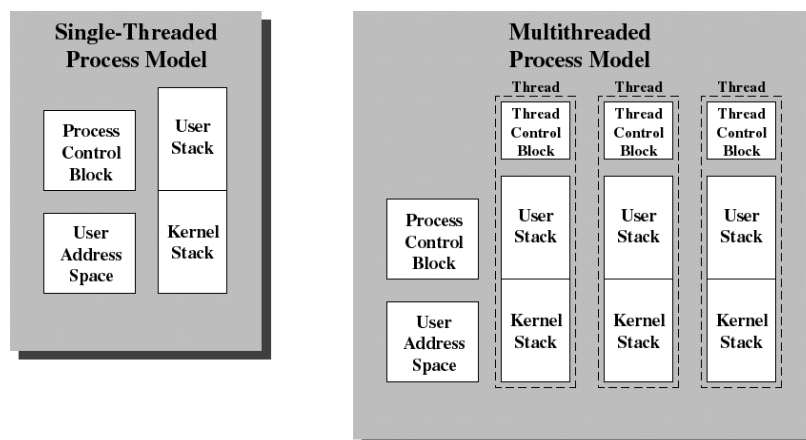 Single-Threaded
Process Model
Process
Control
Block
User
Stack
User
Address
Space
Kernel
Stack
Multithreaded
Process Model
Thread
Thread
Thread
Thread
Control
Block
Thread
Control
Block
Thread
Control
Block
Process
Control
Block
User
Stack
User
Stack
User
Stack
User
Address
Space
Kernel
Stack
Kernel
Stack
Kernel
Stack